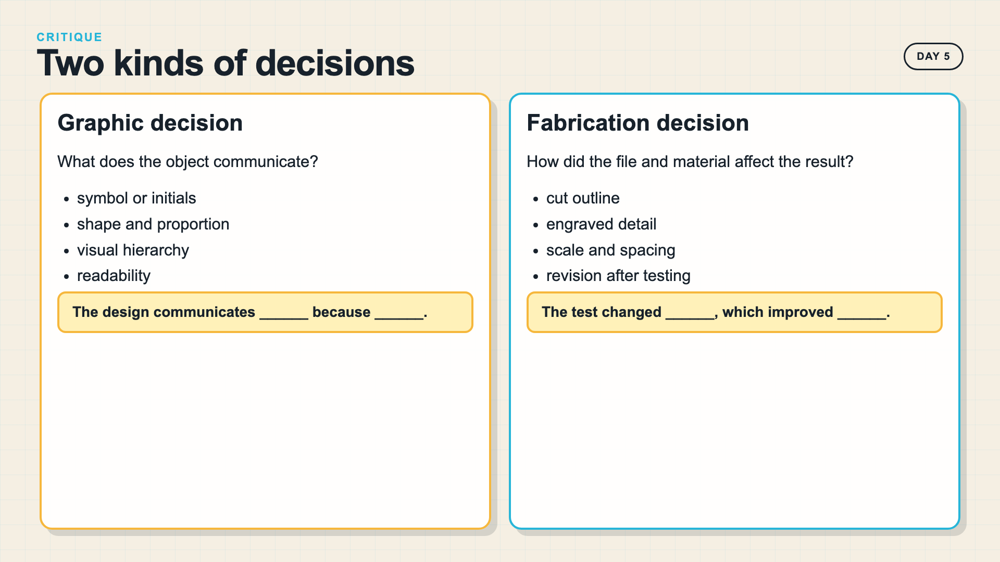 CRITIQUE
Two kinds of decisions
DAY 5
Graphic decision
What does the object communicate?
• symbol or initials
• shape and proportion
• visual hierarchy
• readability
The design communicates ______ because ______.
Fabrication decision
How did the file and material affect the result?
• cut outline
• engraved detail
• scale and spacing
• revision after testing
The test changed ______, which improved ______.